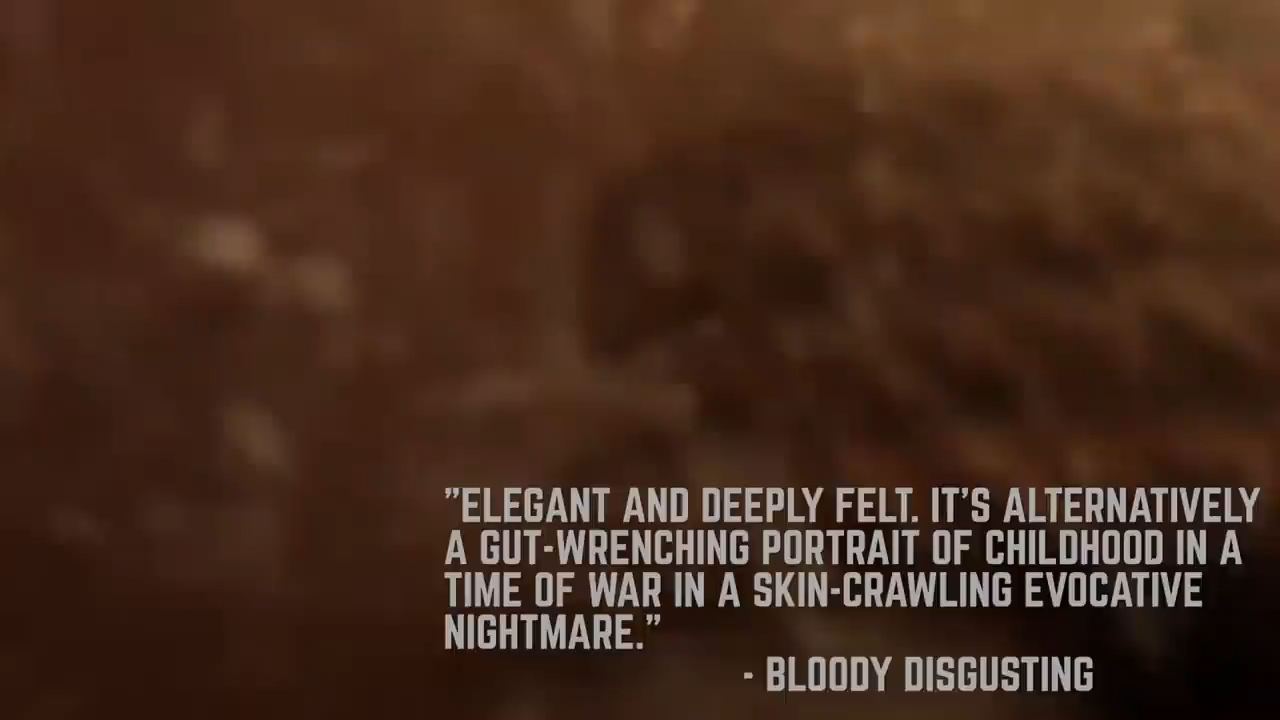 "ELEGANT AND DEEPLY FELT. IT'S ALTERNATIVELY
A GUT-WRENCHING PORTRAIT OF CHILDHOOD IN A
TIME OF WAR IN A SKIN-CRAWLING EVOCATIVE
NIGHTMARE."
- BLOODY DISGUSTING